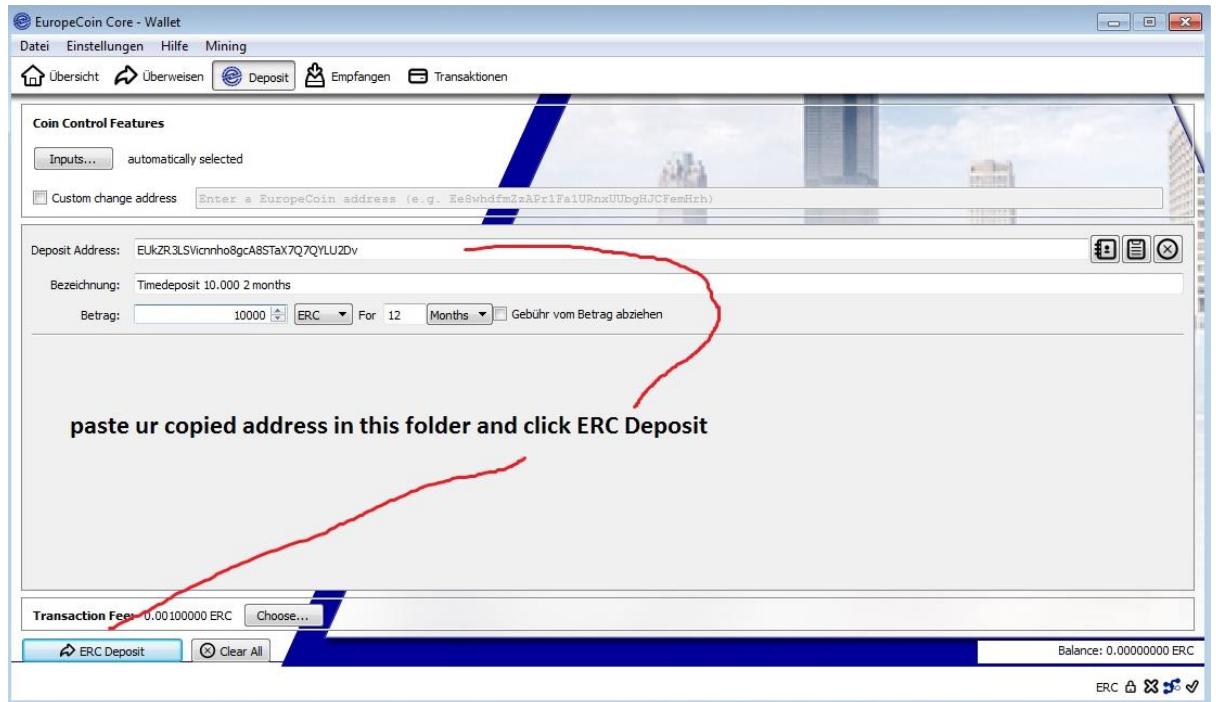 EuropeCoin Core - Wallet
Datei Einstellungen Hilfe Mining
Übersicht Überweisen Deposit Empfangen Transaktionen
Coin Control Features
Inputs... automatically selected
Custom change address Enter a EuropeCoin address (e.g. Ee8whdfmZzAPr1Fa1URnxUUbgHJCFemHrh)
Deposit Address: EUkZR3LSVicnnho8gcA8STaX7Q7QYLU2Dv
Bezeichnung: Timedeposit 10.000 2 months
Betrag: 10000 ERC For 12 Months Gebühr vom Betrag abziehen
paste ur copied address in this folder and click ERC Deposit
Transaction Fee: 0.00100000 ERC Choose...
ERC Deposit Clear All Balance: 0.00000000 ERC
ERC